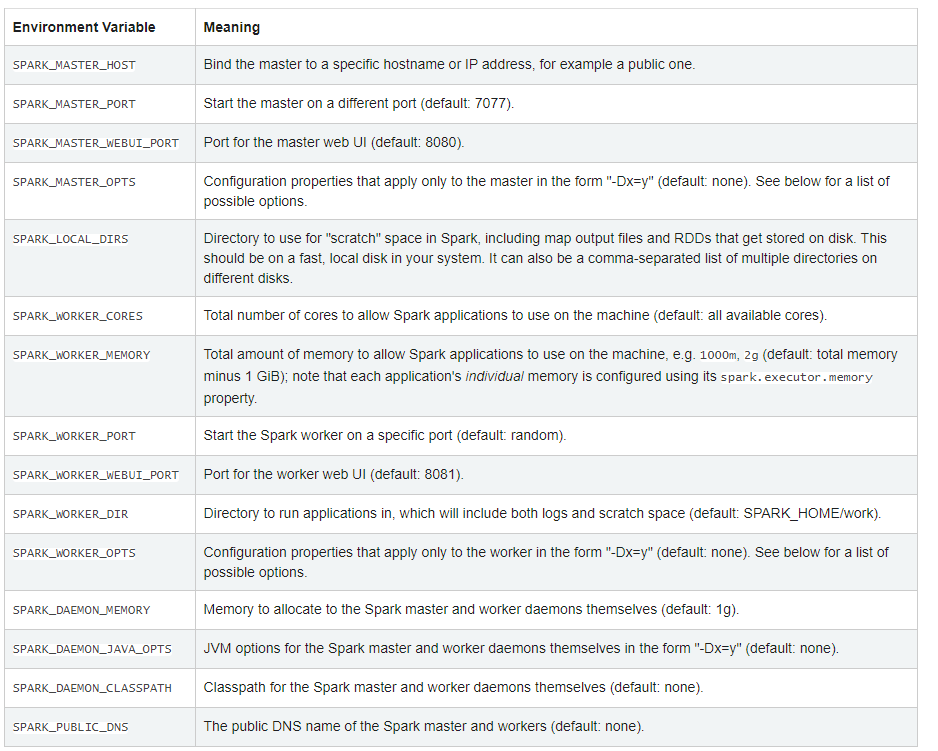 Environment Variable Meaning
SPARK_MASTER_HOST Bind the master to a specific hostname or IP address, for example a public one.
SPARK_MASTER_PORT Start the master on a different port (default: 7077).
SPARK_MASTER_WEBUI_PORT Port for the master web UI (default: 8080).
SPARK_MASTER_OPTS Configuration properties that apply only to the master in the form "-Dx=y" (default: none). See below for a list of
possible options.
SPARK_LOCAL_DIRS Directory to use for "scratch" space in Spark, including map output files and RDDs that get stored on disk. This
should be on a fast, local disk in your system. It can also be a comma-separated list of multiple directories on
different disks.
SPARK_WORKER_CORES Total number of cores to allow Spark applications to use on the machine (default: all available cores).
SPARK_WORKER_MEMORY Total amount of memory to allow Spark applications to use on the machine, e.g. 1000m, 2g (default: total memory
minus 1 GiB); note that each application's individual memory is configured using its spark.executor.memory
property.
SPARK_WORKER_PORT Start the Spark worker on a specific port (default: random).
SPARK_WORKER_WEBUI_PORT Port for the worker web UI (default: 8081).
SPARK_WORKER_DIR Directory to run applications in, which will include both logs and scratch space (default: SPARK_HOME/work).
SPARK_WORKER_OPTS Configuration properties that apply only to the worker in the form "-Dx=y" (default: none). See below for a list of
possible options.
SPARK_DAEMON_MEMORY Memory to allocate to the Spark master and worker daemons themselves (default: 1g).
SPARK_DAEMON_JAVA_OPTS JVM options for the Spark master and worker daemons themselves in the form "-Dx=y" (default: none).
SPARK_DAEMON_CLASSPATH Classpath for the Spark master and worker daemons themselves (default: none).
SPARK_PUBLIC_DNS The public DNS name of the Spark master and workers (default: none).